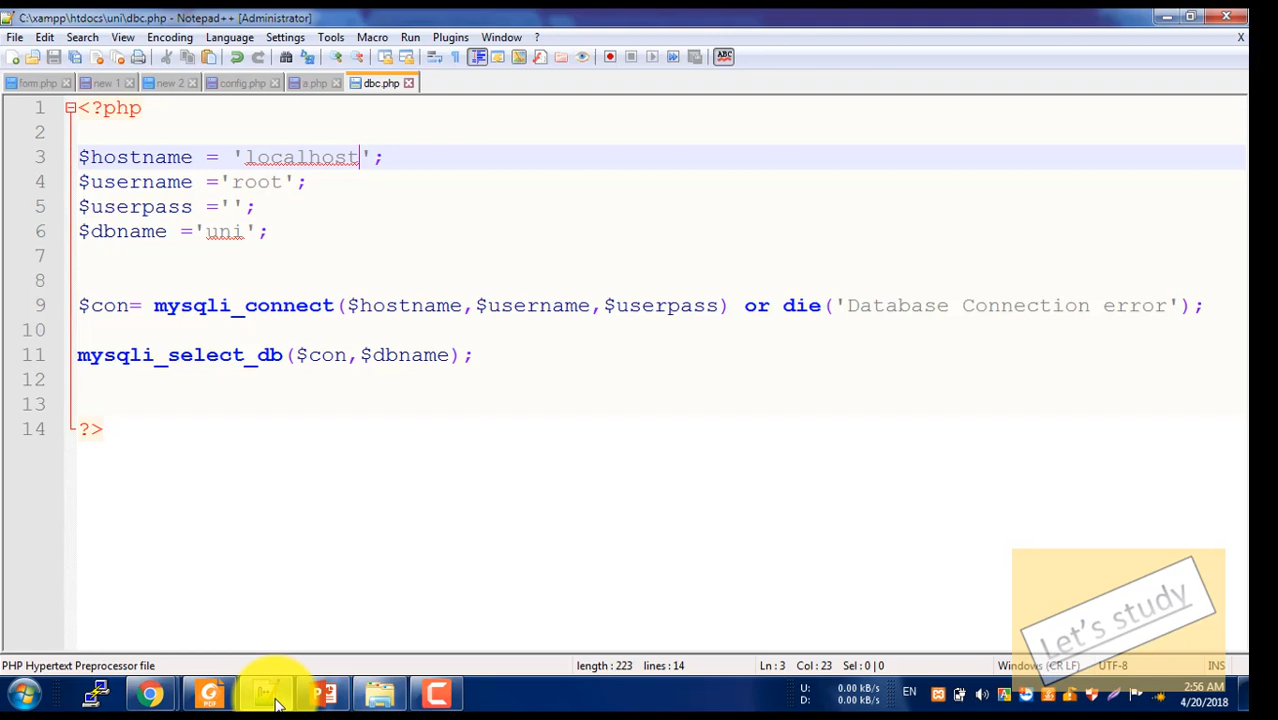 C:\xampp\htdocs\uni\dbc.php - Notepad++ [Administrator]
File Edit Search View Encoding Language Settings Tools Macro Run Plugins Window ? X
ABC
form.php new 1 new 2 config.php a.php dbc.php
1 <?php
2
3 $hostname = 'localhost';
4 $username ='root';
5 $userpass ='';
6 $dbname ='uni';
7
8
9 $con= mysqli_connect($hostname,$username,$userpass) or die('Database Connection error');
10
11 mysqli_select_db($con,$dbname);
12
13
14 ?>
Let's study
PHP Hypertext Preprocessor file length : 223 lines : 14 Ln : 3 Col : 23 Sel : 0 | 0 Windows (CR LF) UTF-8 INS
U: 0.00 kB/s
D: 0.00 kB/s
EN
2:56 AM
4/20/2018
PDF